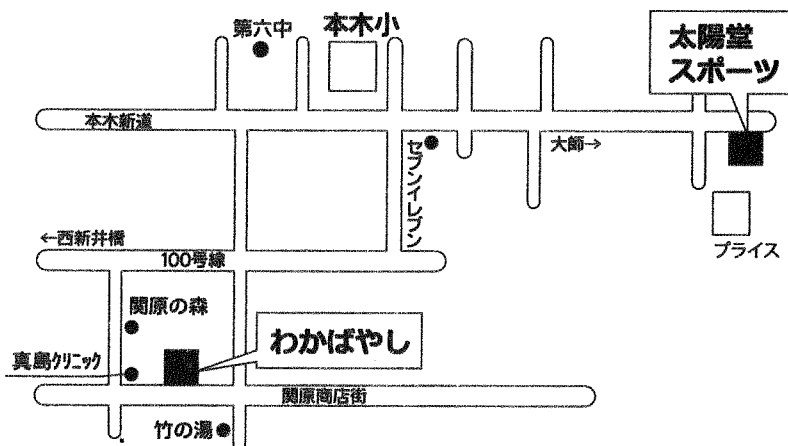 第六中
本木小
太陽堂
スポーツ
本木新道
セブンイレブン
大師→
プライス
←西新井橋
100号線
関原の森
わかばやし
真島クリニック
関原商店街
竹の湯